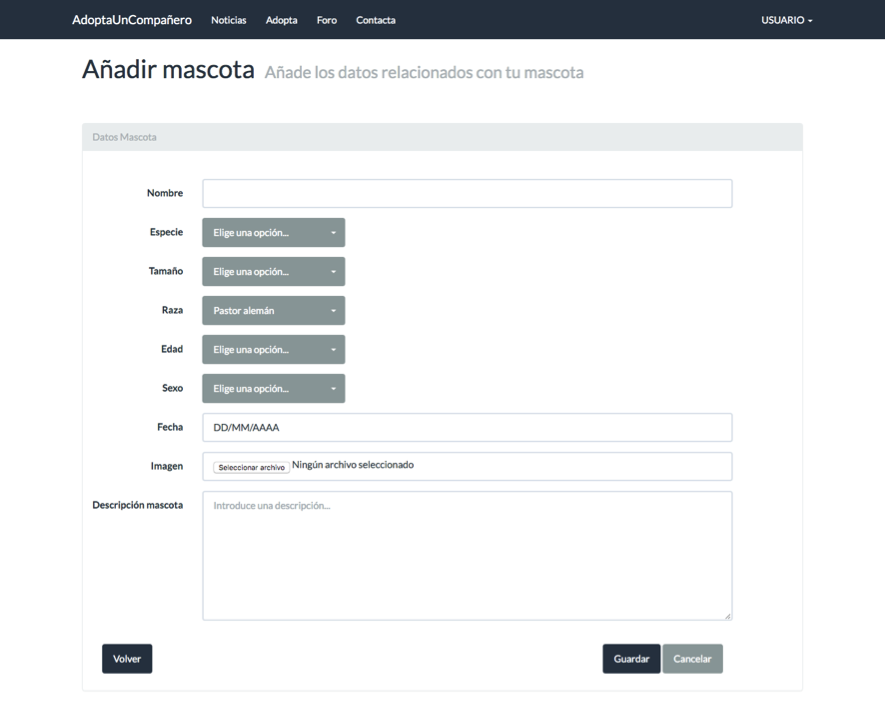 AdoptaUnCompañero Noticias Adopta Foro Contacta USUARIO
Añadir mascota Añade los datos relacionados con tu mascota
Datos Mascota
Nombre
Especie Elige una opción...
Tamaño Elige una opción...
Raza Pastor alemán
Edad Elige una opción...
Sexo Elige una opción...
Fecha DD/MM/AAAA
Imagen Seleccionar archivo Ningún archivo seleccionado
Descripción mascota Introduce una descripción...
Volver Guardar Cancelar